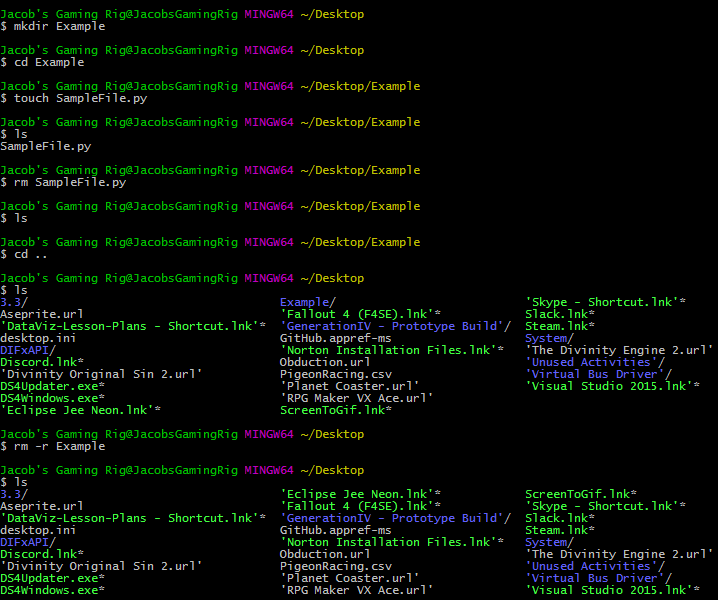 Jacob's Gaming Rig@JacobsGamingRig MINGW64 ~/Desktop
$ mkdir Example
Jacob's Gaming Rig@JacobsGamingRig MINGW64 ~/Desktop
$ cd Example
Jacob's Gaming Rig@JacobsGamingRig MINGW64 ~/Desktop/Example
$ touch SampleFile.py
Jacob's Gaming Rig@JacobsGamingRig MINGW64 ~/Desktop/Example
$ ls
SampleFile.py
Jacob's Gaming Rig@JacobsGamingRig MINGW64 ~/Desktop/Example
$ rm SampleFile.py
Jacob's Gaming Rig@JacobsGamingRig MINGW64 ~/Desktop/Example
$ ls
Jacob's Gaming Rig@JacobsGamingRig MINGW64 ~/Desktop/Example
$ cd ..
Jacob's Gaming Rig@JacobsGamingRig MINGW64 ~/Desktop
$ ls
3.3/ Example/ 'Skype - Shortcut.lnk'*
Aseprite.url 'Fallout 4 (F4SE).lnk'* Slack.lnk*
'DataViz-Lesson-Plans - Shortcut.lnk'* 'GenerationIV - Prototype Build'/ Steam.lnk*
desktop.ini GitHub.appref-ms System/
DIFxAPI/ 'Norton Installation Files.lnk'* 'The Divinity Engine 2.url'
Discord.lnk* Obduction.url 'Unused Activities'/
'Divinity Original Sin 2.url' PigeonRacing.csv 'Virtual Bus Driver'/
DS4Updater.exe* 'Planet Coaster.url' 'Visual Studio 2015.lnk'*
DS4Windows.exe* 'RPG Maker VX Ace.url'
'Eclipse Jee Neon.lnk'* ScreenToGif.lnk*
Jacob's Gaming Rig@JacobsGamingRig MINGW64 ~/Desktop
$ rm -r Example
Jacob's Gaming Rig@JacobsGamingRig MINGW64 ~/Desktop
$ ls
3.3/ 'Eclipse Jee Neon.lnk'* ScreenToGif.lnk*
Aseprite.url 'Fallout 4 (F4SE).lnk'* 'Skype - Shortcut.lnk'*
'DataViz-Lesson-Plans - Shortcut.lnk'* 'GenerationIV - Prototype Build'/ Slack.lnk*
desktop.ini GitHub.appref-ms Steam.lnk*
DIFxAPI/ 'Norton Installation Files.lnk'* System/
Discord.lnk* Obduction.url 'The Divinity Engine 2.url'
'Divinity Original Sin 2.url' PigeonRacing.csv 'Unused Activities'/
DS4Updater.exe* 'Planet Coaster.url' 'Virtual Bus Driver'/
DS4Windows.exe* 'RPG Maker VX Ace.url' 'Visual Studio 2015.lnk'*